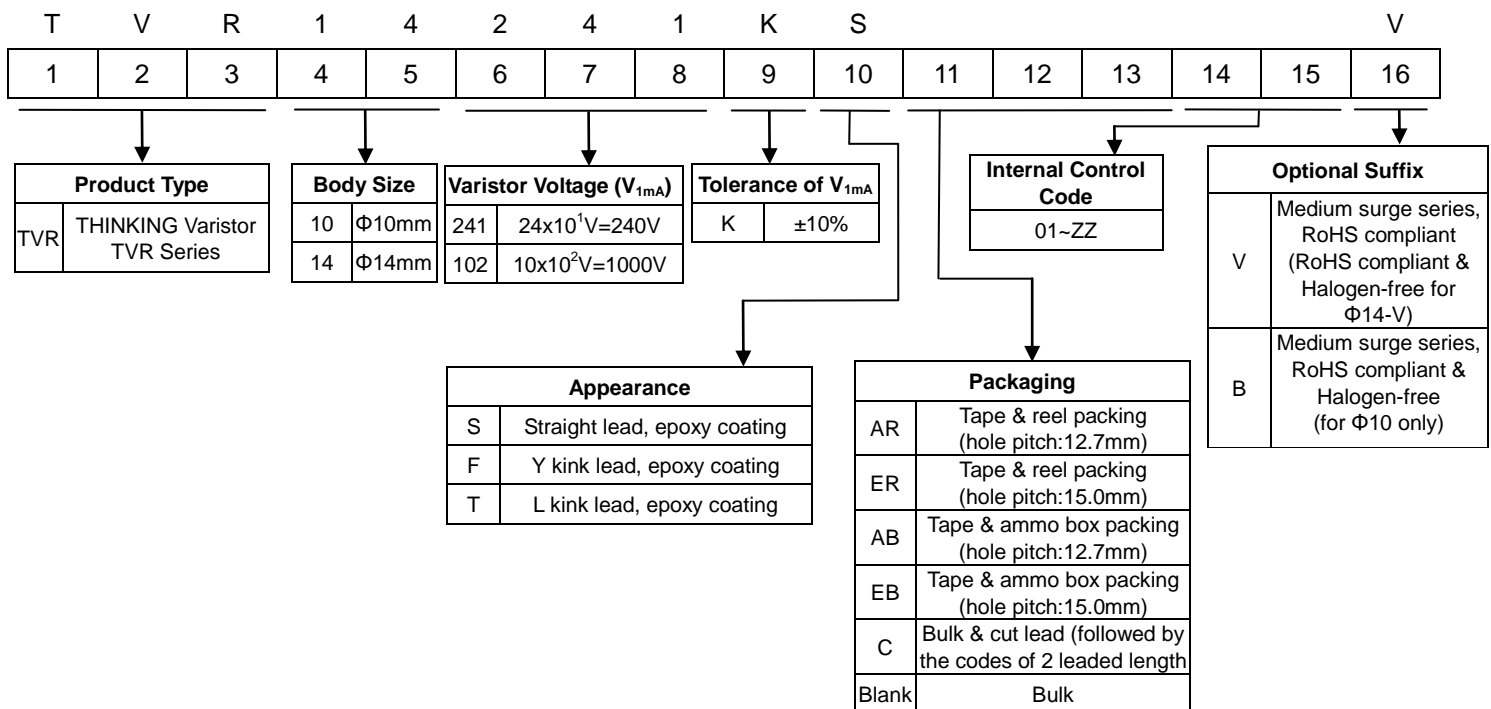 T V R 1 4 2 4 1 K S V
1 2 3 4 5 6 7 8 9 10 11 12 13 14 15 16
Product Type
TVR THINKING Varistor
TVR Series
Body Size
10 Φ10mm
14 Φ14mm
Varistor Voltage (V1mA)
241 24x10¹V=240V
102 10x10²V=1000V
Tolerance of V1mA
K ±10%
Appearance
S Straight lead, epoxy coating
F Y kink lead, epoxy coating
T L kink lead, epoxy coating
Packaging
AR Tape & reel packing
(hole pitch:12.7mm)
ER Tape & reel packing
(hole pitch:15.0mm)
AB Tape & ammo box packing
(hole pitch:12.7mm)
EB Tape & ammo box packing
(hole pitch:15.0mm)
C Bulk & cut lead (followed by
the codes of 2 leaded length
Blank Bulk
Internal Control
Code
01~ZZ
Optional Suffix
V Medium surge series,
RoHS compliant
(RoHS compliant &
Halogen-free for
Φ14-V)
B Medium surge series,
RoHS compliant &
Halogen-free
(for Φ10 only)